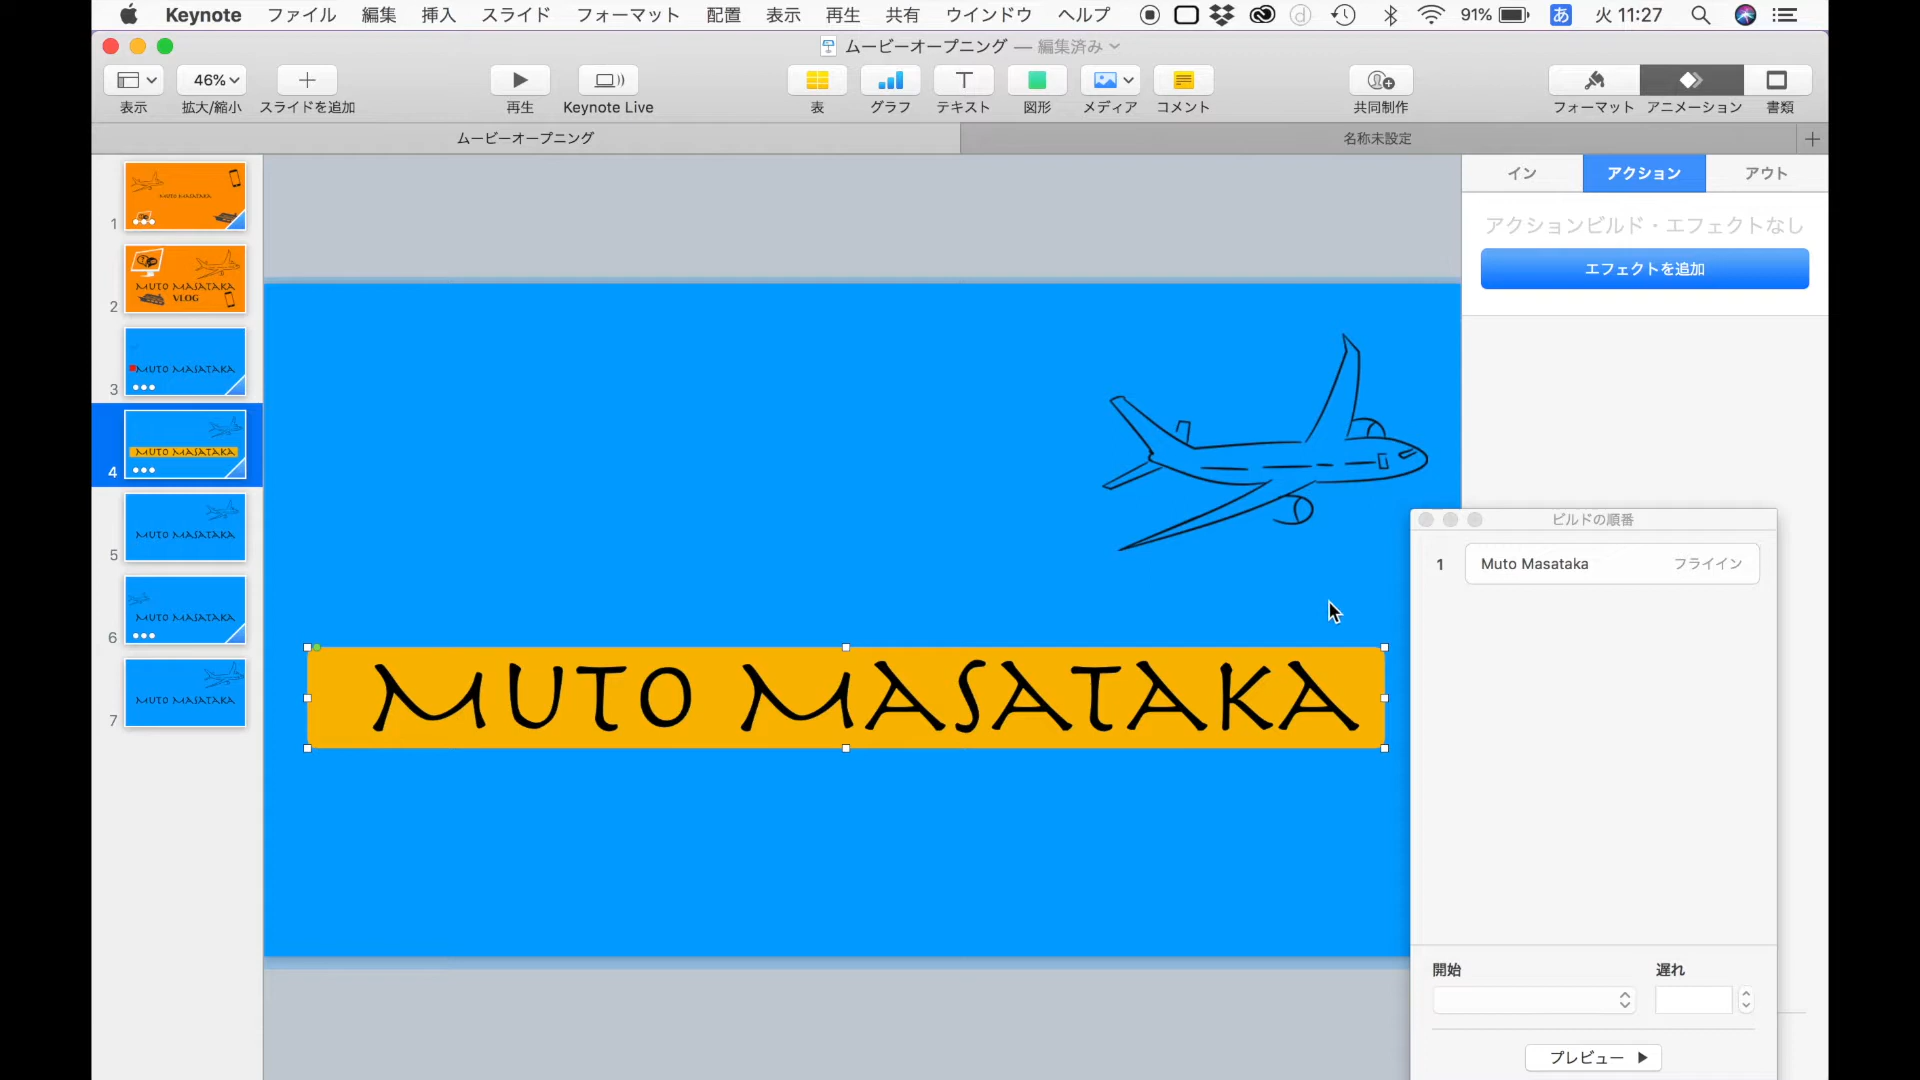 Keynote ファイル 編集 挿入 スライド フォーマット 配置 表示 再生 共有 ウインドウ ヘルプ 91% あ 火 11:27
ムービーオープニング — 編集済み
46%
表示 拡大/縮小 スライドを追加 再生 Keynote Live 表 グラフ テキスト 図形 メディア コメント 共同制作 フォーマット アニメーション 書類
ムービーオープニング 名称未設定
イン アクション アウト
アクションビルド・エフェクトなし
エフェクトを追加
MUTO MASATAKA
1
MUTO MASATAKA
VLOG
2
MUTO MASATAKA
3
MUTO MASATAKA
4
MUTO MASATAKA
5
MUTO MASATAKA
6
MUTO MASATAKA
7
MUTO MASATAKA
ビルドの順番
1 Muto Masataka フライイン
開始 遅れ
プレビュー